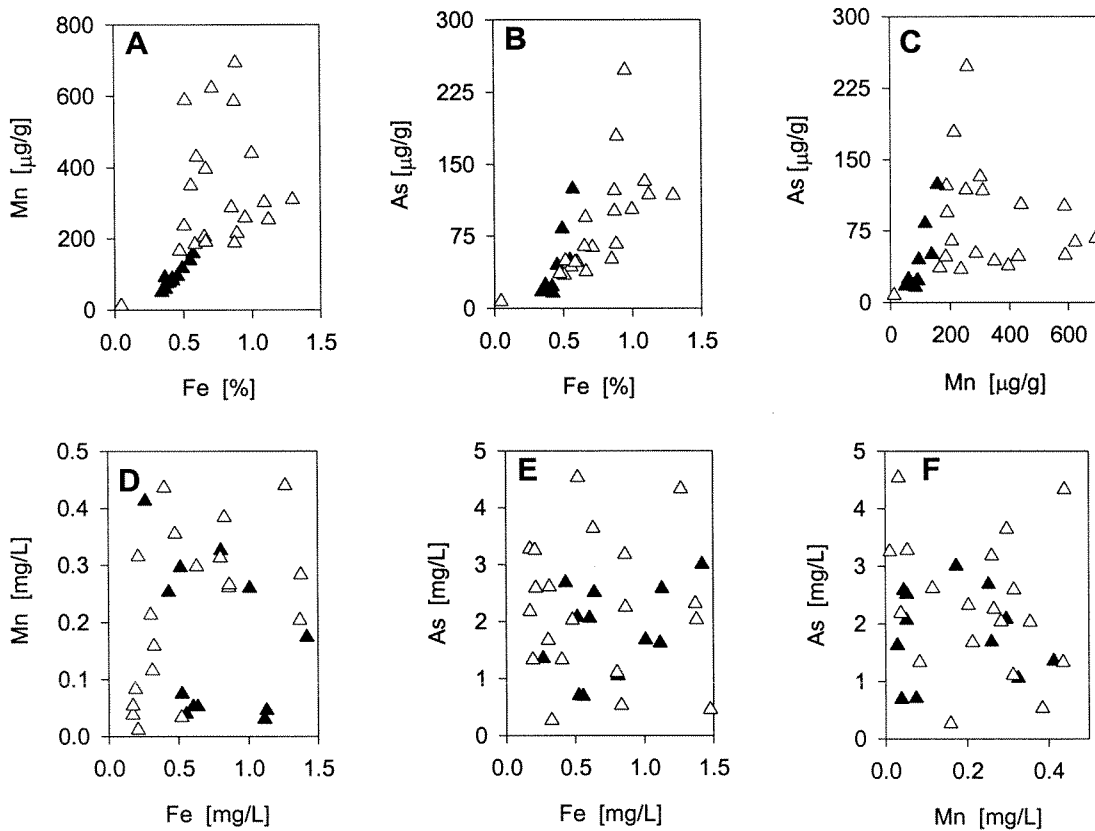 A
Mn [µg/g]
800
600
400
200
0
0.0 0.5 1.0 1.5
Fe [%]
B
As [µg/g]
300
225
150
75
0
0.0 0.5 1.0 1.5
Fe [%]
C
As [µg/g]
300
225
150
75
0
0 200 400 600
Mn [µg/g]
D
Mn [mg/L]
0.5
0.4
0.3
0.2
0.1
0.0
0.0 0.5 1.0 1.5
Fe [mg/L]
E
As [mg/L]
5
4
3
2
1
0
0.0 0.5 1.0 1.5
Fe [mg/L]
F
As [mg/L]
5
4
3
2
1
0
0.0 0.2 0.4
Mn [mg/L]